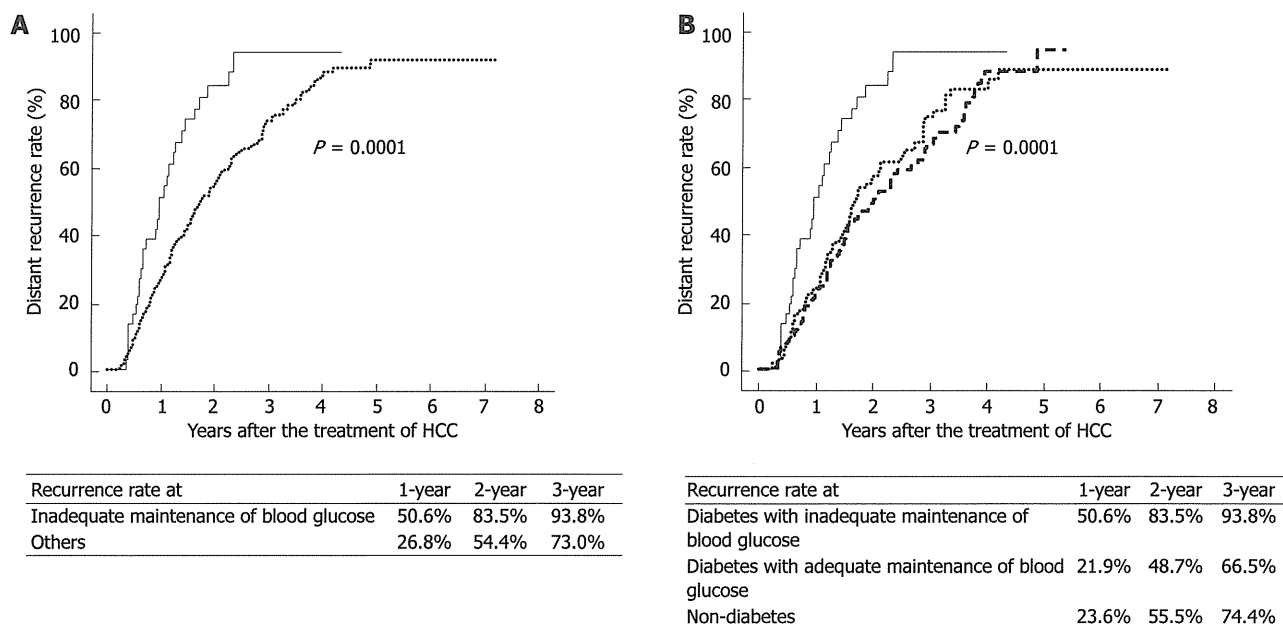 A
100
80
60
40
20
0
Distant recurrence rate (%)
P = 0.0001
0 1 2 3 4 5 6 7 8
Years after the treatment of HCC
Recurrence rate at 1-year 2-year 3-year
Inadequate maintenance of blood glucose 50.6% 83.5% 93.8%
Others 26.8% 54.4% 73.0%
B
100
80
60
40
20
0
Distant recurrence rate (%)
P = 0.0001
0 1 2 3 4 5 6 7 8
Years after the treatment of HCC
Recurrence rate at 1-year 2-year 3-year
Diabetes with inadequate maintenance of 50.6% 83.5% 93.8%
blood glucose
Diabetes with adequate maintenance of blood 21.9% 48.7% 66.5%
glucose
Non-diabetes 23.6% 55.5% 74.4%